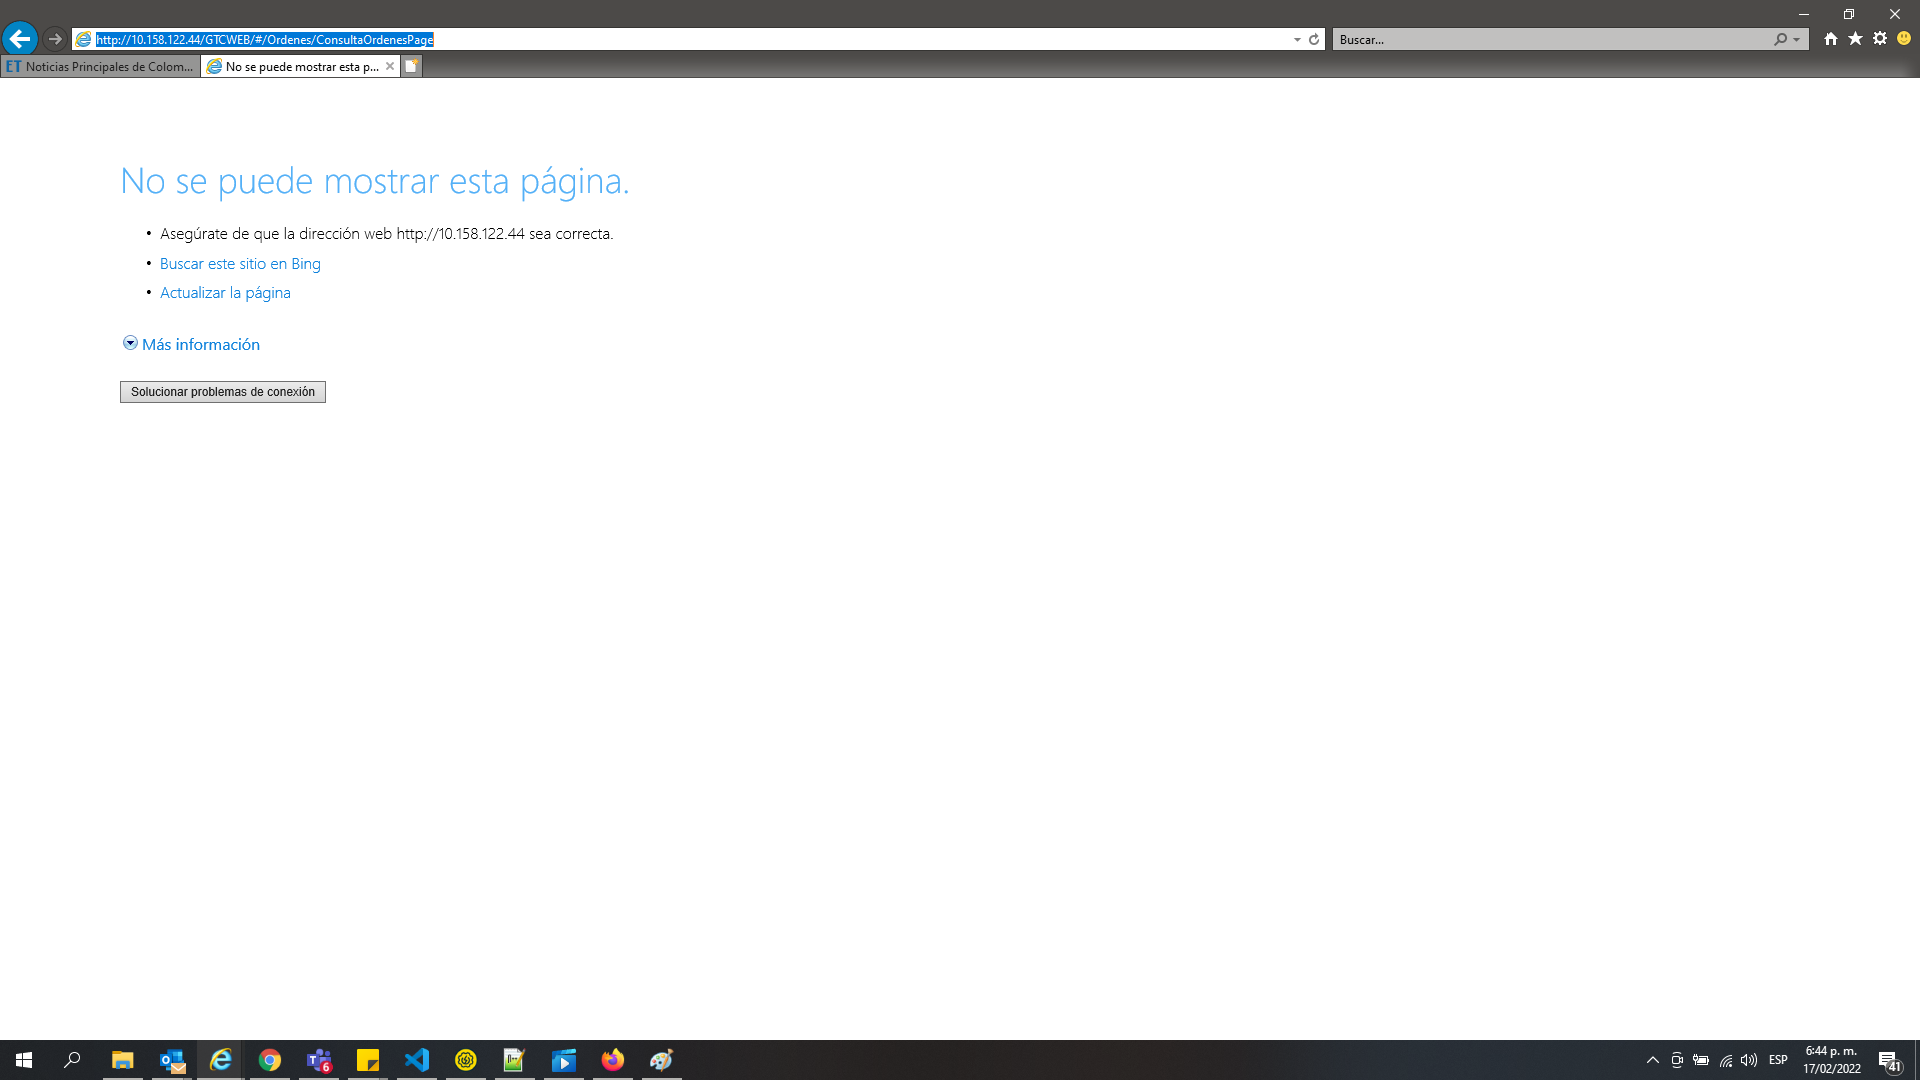 http://10.158.122.44/GTCWEB/#/Ordenes/ConsultaOrdenesPage
Buscar...
ET Noticias Principales de Colom...
No se puede mostrar esta p...
No se puede mostrar esta página.
• Asegúrate de que la dirección web http://10.158.122.44 sea correcta.
• Buscar este sitio en Bing
• Actualizar la página
Más información
Solucionar problemas de conexión
6
ESP
6:44 p. m.
17/02/2022
41